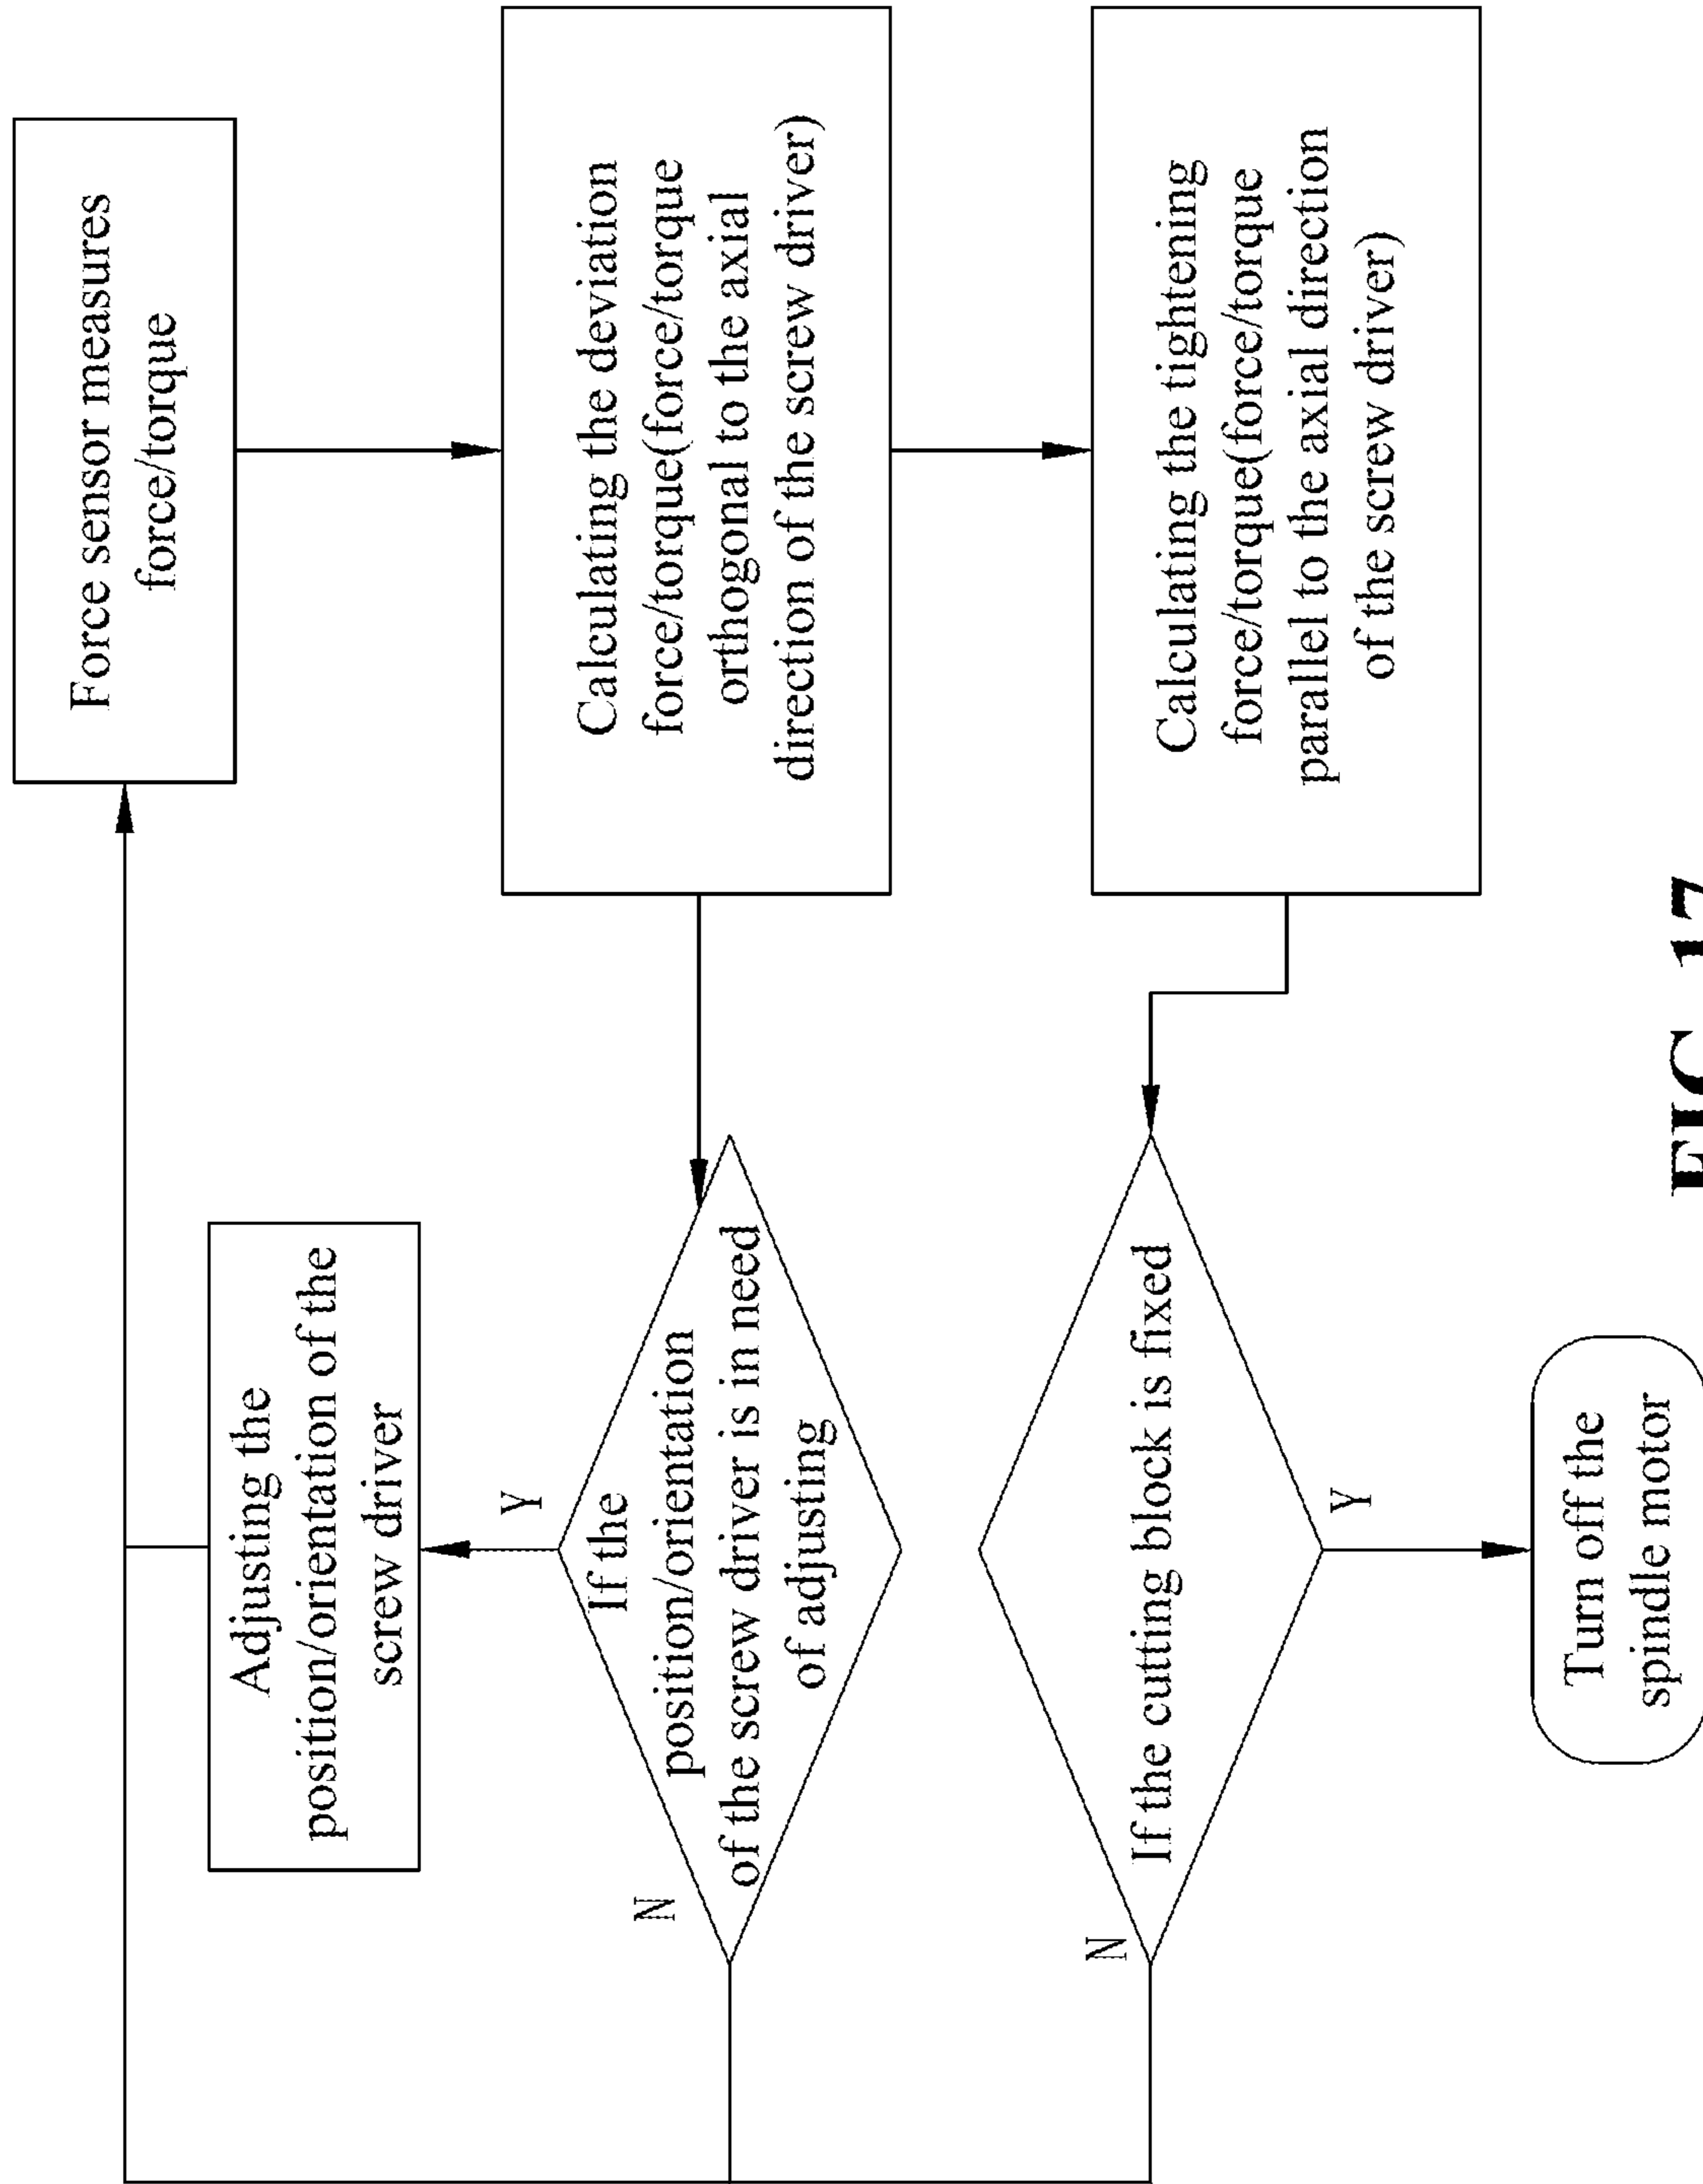 Force sensor measures
force/torque
Adjusting the
position/orientation of the
screw driver
Calculating the deviation
force/torque(force/torque
orthogonal to the axial
direction of the screw driver)
Y
If the
position/orientation
of the screw driver is in need
of adjusting
N
Calculating the tightening
force/torque(force/torque
parallel to the axial direction
of the screw driver)
If the cutting block is fixed
N
Y
Turn off the
spindle motor
FIG. 17